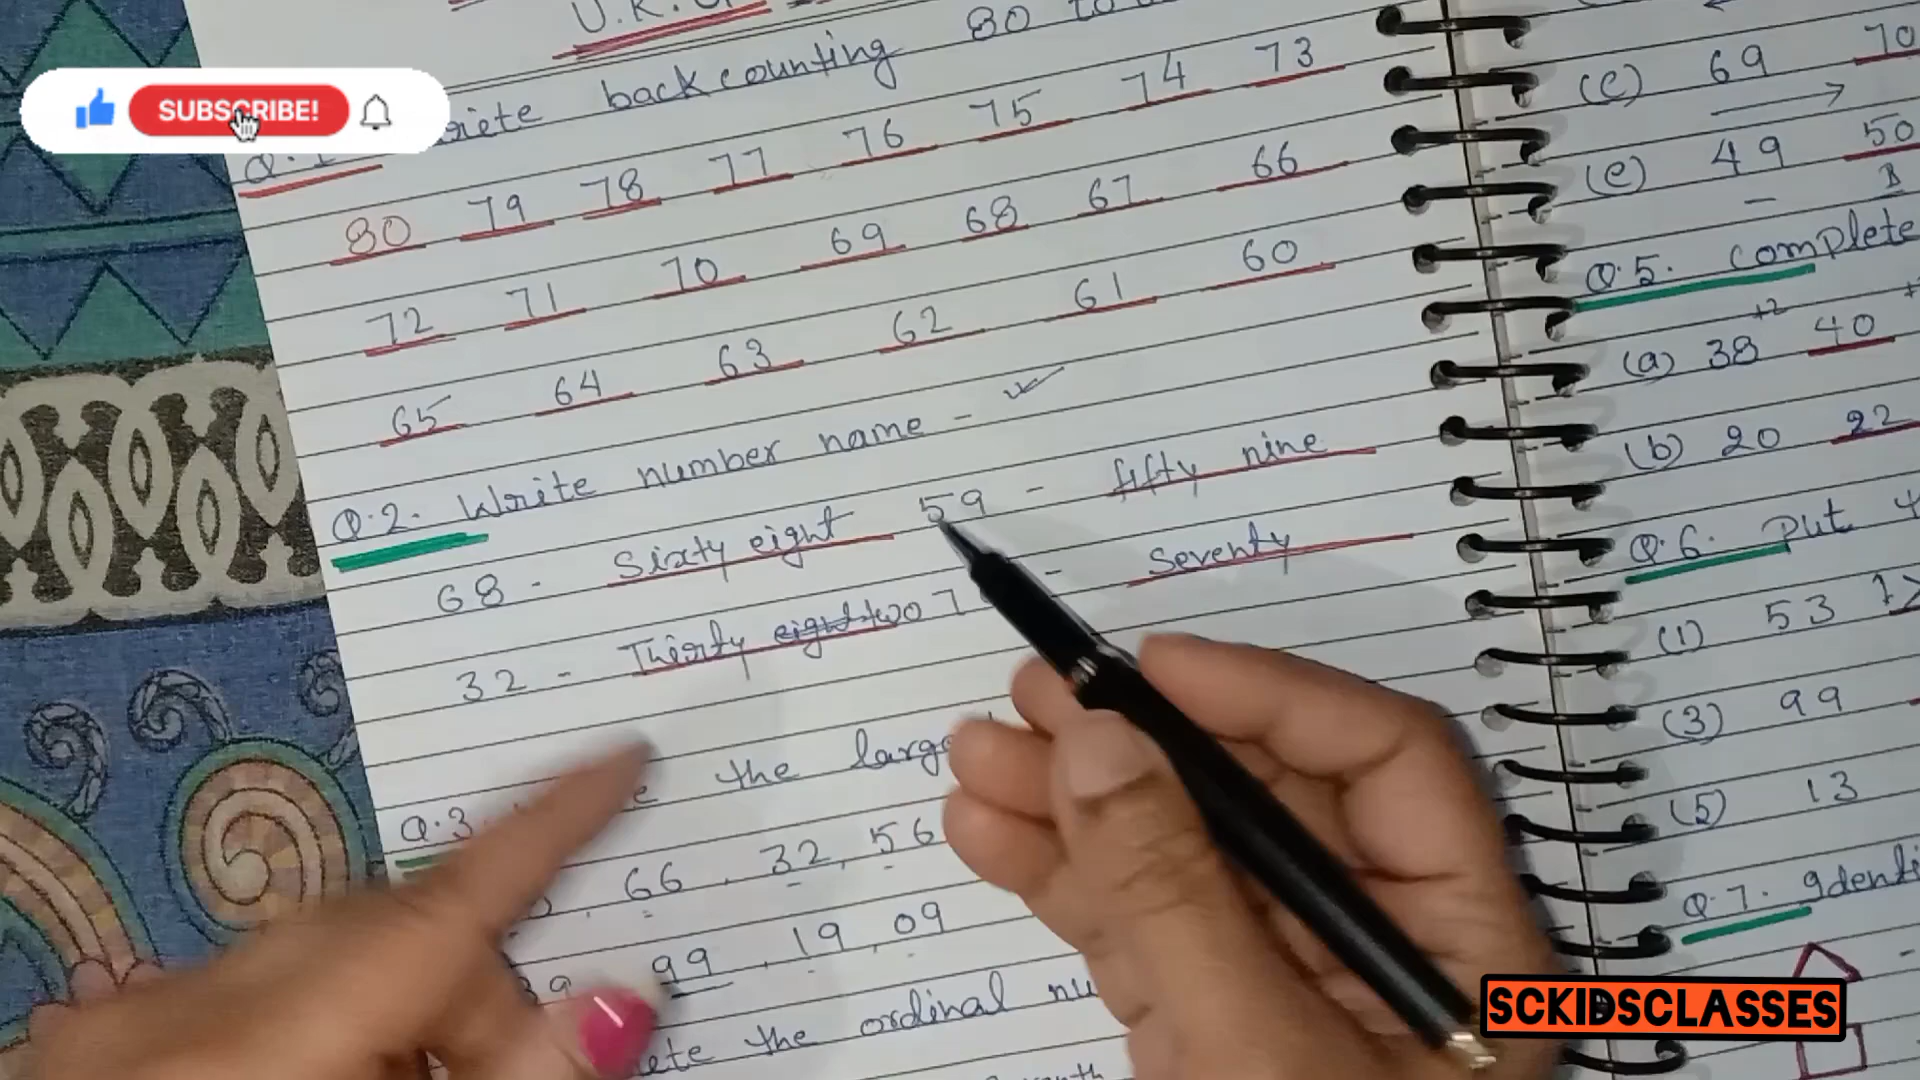 U.K.G.
SUBSCRIBE!
Q.1. Write back counting 80 to
80 79 78 77 76 75 74 73
72 71 70 69 68 67 66
65 64 63 62 61 60
Q.2. Write number name -
68 - Sixty eight 59 - fifty nine
32 - Thirty eight two 7 - Seventy
Q.3. the large
66, 32, 56
99, 19, 09
the ordinal nu
(c) 69 70
(e) 49 50
B
Q.5. complete
(a) 38 +2 40
(b) 20 22
Q.6. put
(1) 53
(3) 99
(5) 13
Q.7. Identi
SCKIDSCLASSES